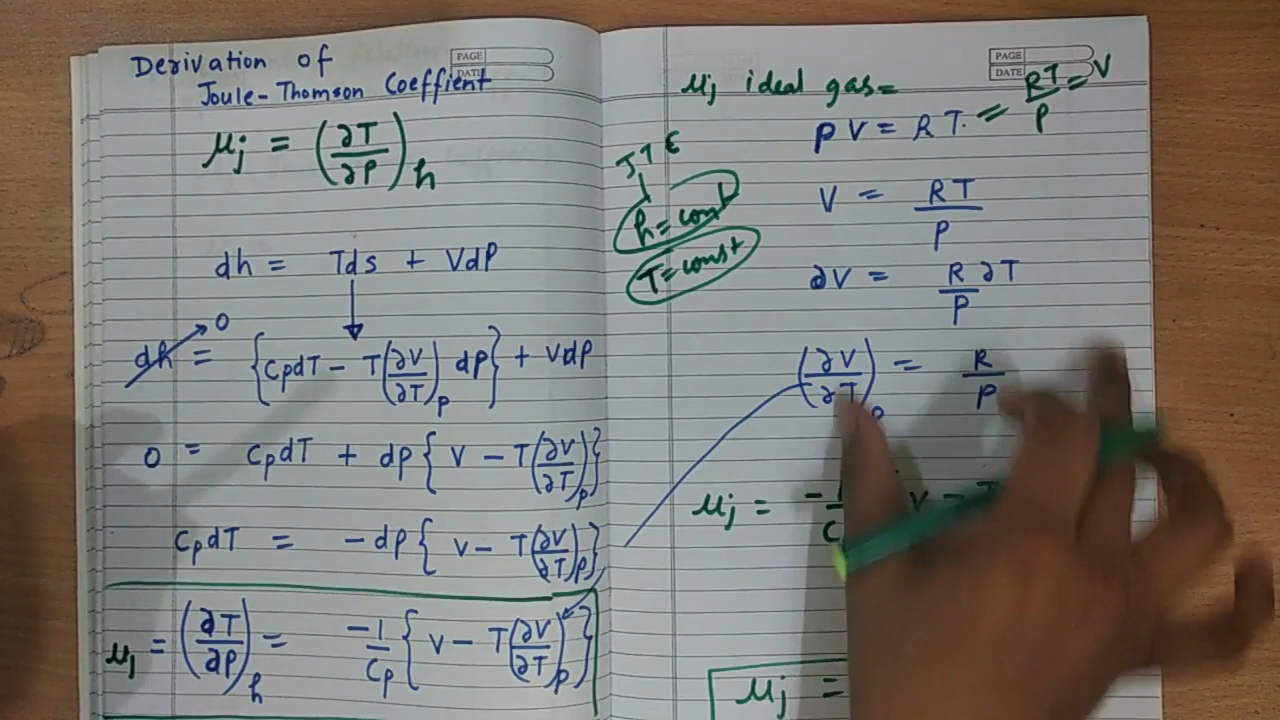 Derivation of
Joule-Thomson Coeffient
PAGE
DATE
μj = (∂T/∂P)h
dh = Tds + VdP
dh → 0 = {CpdT - T(∂V/∂T)p dp} + Vdp
0 = CpdT + dp{V - T(∂V/∂T)p}
CpdT = -dp{V - T(∂V/∂T)p}
μj = (∂T/∂P)h = -1/Cp {V - T(∂V/∂T)p}
PAGE
DATE
μj ideal gas=
PV = RT. = RT/P = V
JTE
h = const
T = const
V = RT/P
∂V = R/P ∂T
(∂V/∂T)p = R/P
μj = -1/C V - T
μj =